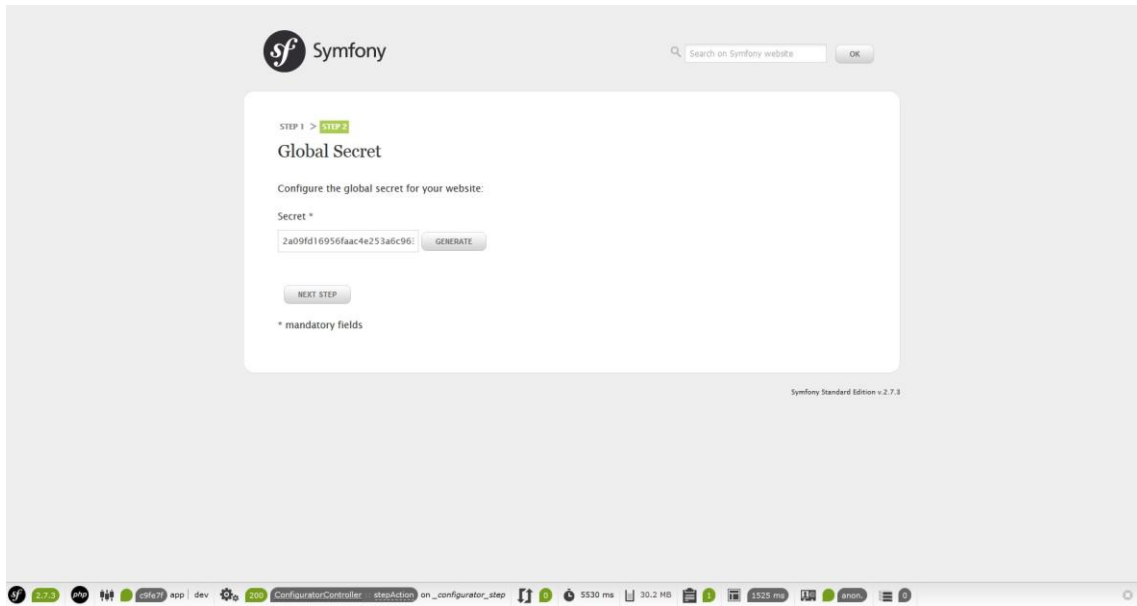 sf Symfony
Search on Symfony website OK
STEP 1 > STEP 2
Global Secret
Configure the global secret for your website:
Secret *
2a09fd16956faac4e253a6c96 GENERATE
NEXT STEP
* mandatory fields
Symfony Standard Edition v.2.7.3
sf 2.7.3 php c9fe7f app | dev 200 ConfiguratorController :: stepAction on _configurator_step 0 5530 ms 30.2 MB 1 1525 ms anon. 0